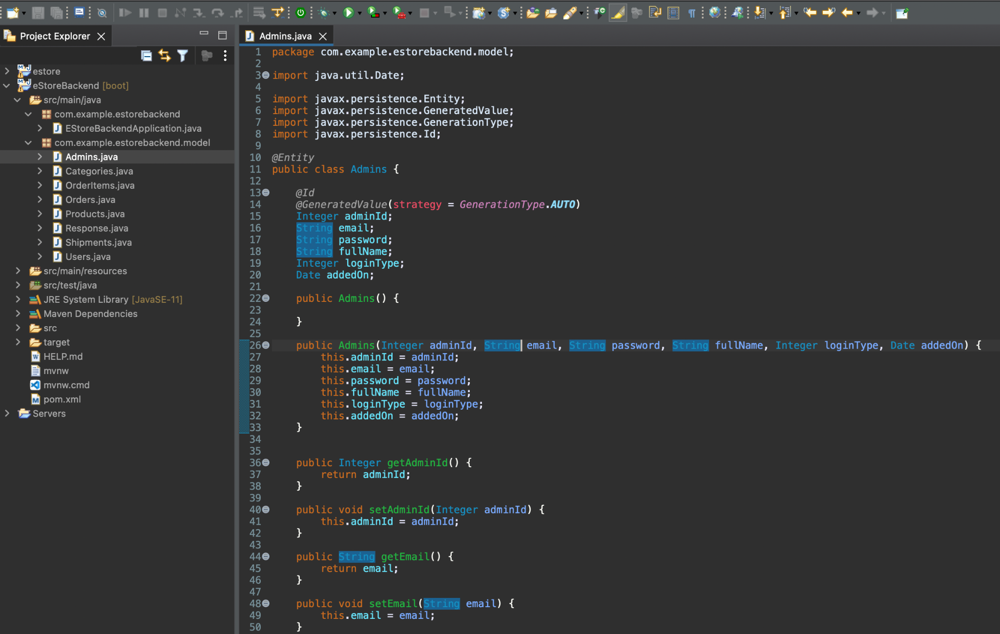 Project Explorer
estore
eStoreBackend [boot]
src/main/java
com.example.estorebackend
EStoreBackendApplication.java
com.example.estorebackend.model
Admins.java
Categories.java
OrderItems.java
Orders.java
Products.java
Response.java
Shipments.java
Users.java
src/main/resources
src/test/java
JRE System Library [JavaSE-11]
Maven Dependencies
src
target
HELP.md
mvnw
mvnw.cmd
pom.xml
Servers
Admins.java
1 package com.example.estorebackend.model;
2
3 import java.util.Date;
4
5 import javax.persistence.Entity;
6 import javax.persistence.GeneratedValue;
7 import javax.persistence.GenerationType;
8 import javax.persistence.Id;
9
10 @Entity
11 public class Admins {
12
13     @Id
14     @GeneratedValue(strategy = GenerationType.AUTO)
15     Integer adminId;
16     String email;
17     String password;
18     String fullName;
19     Integer loginType;
20     Date addedOn;
21
22     public Admins() {
23
24     }
25
26     public Admins(Integer adminId, String email, String password, String fullName, Integer loginType, Date addedOn) {
27         this.adminId = adminId;
28         this.email = email;
29         this.password = password;
30         this.fullName = fullName;
31         this.loginType = loginType;
32         this.addedOn = addedOn;
33     }
34
35
36     public Integer getAdminId() {
37         return adminId;
38     }
39
40     public void setAdminId(Integer adminId) {
41         this.adminId = adminId;
42     }
43
44     public String getEmail() {
45         return email;
46     }
47
48     public void setEmail(String email) {
49         this.email = email;
50     }